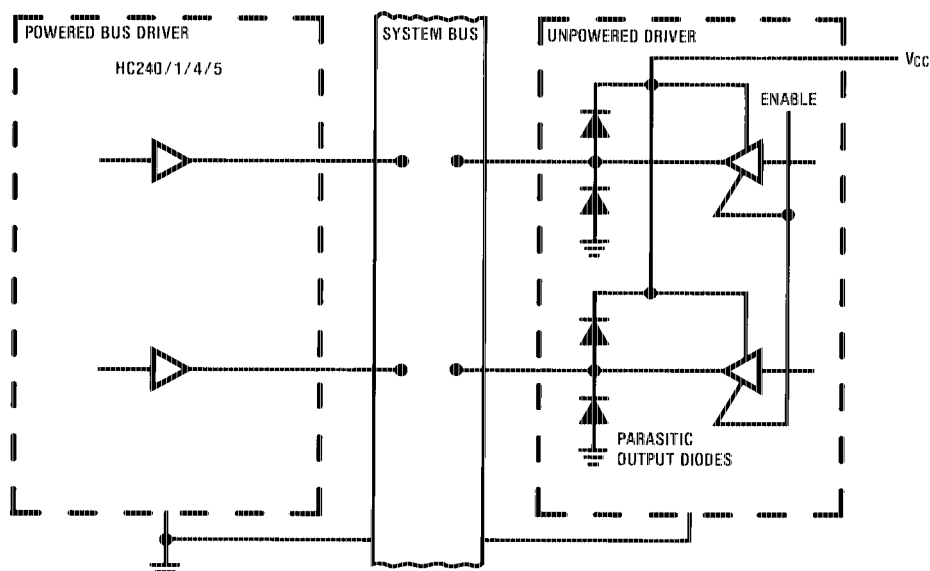 POWERED BUS DRIVER
HC240/1/4/5
SYSTEM BUS
UNPOWERED DRIVER
VCC
ENABLE
PARASITIC
OUTPUT DIODES